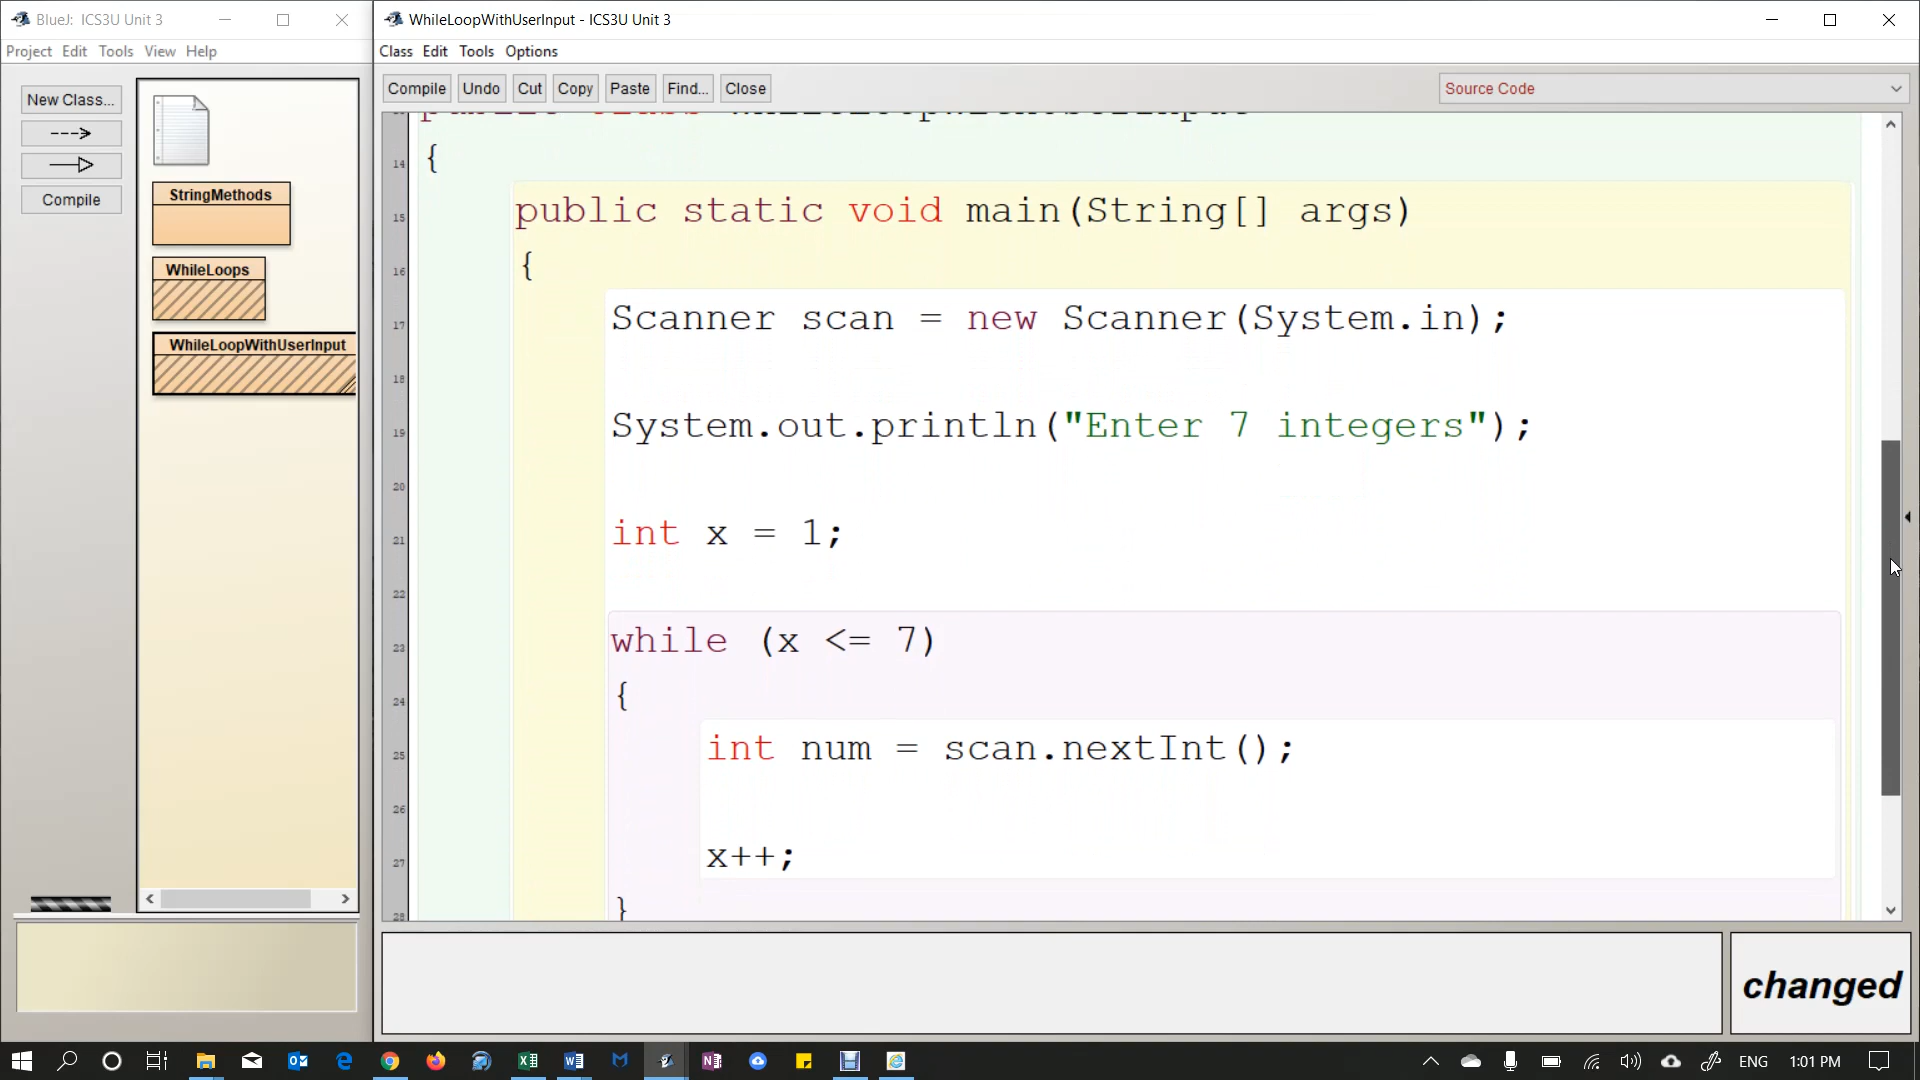 BlueJ: ICS3U Unit 3
Project Edit Tools View Help
New Class...
Compile
StringMethods
WhileLoops
WhileLoopWithUserInput
WhileLoopWithUserInput - ICS3U Unit 3
Class Edit Tools Options
Compile Undo Cut Copy Paste Find... Close
Source Code
public class WhileLoopWithUserInput
14 {
15 public static void main(String[] args)
16 {
17 Scanner scan = new Scanner(System.in);
18
19 System.out.println("Enter 7 integers");
20
21 int x = 1;
22
23 while (x <= 7)
24 {
25 int num = scan.nextInt();
26
27 x++;
28 }
changed
ENG 1:01 PM